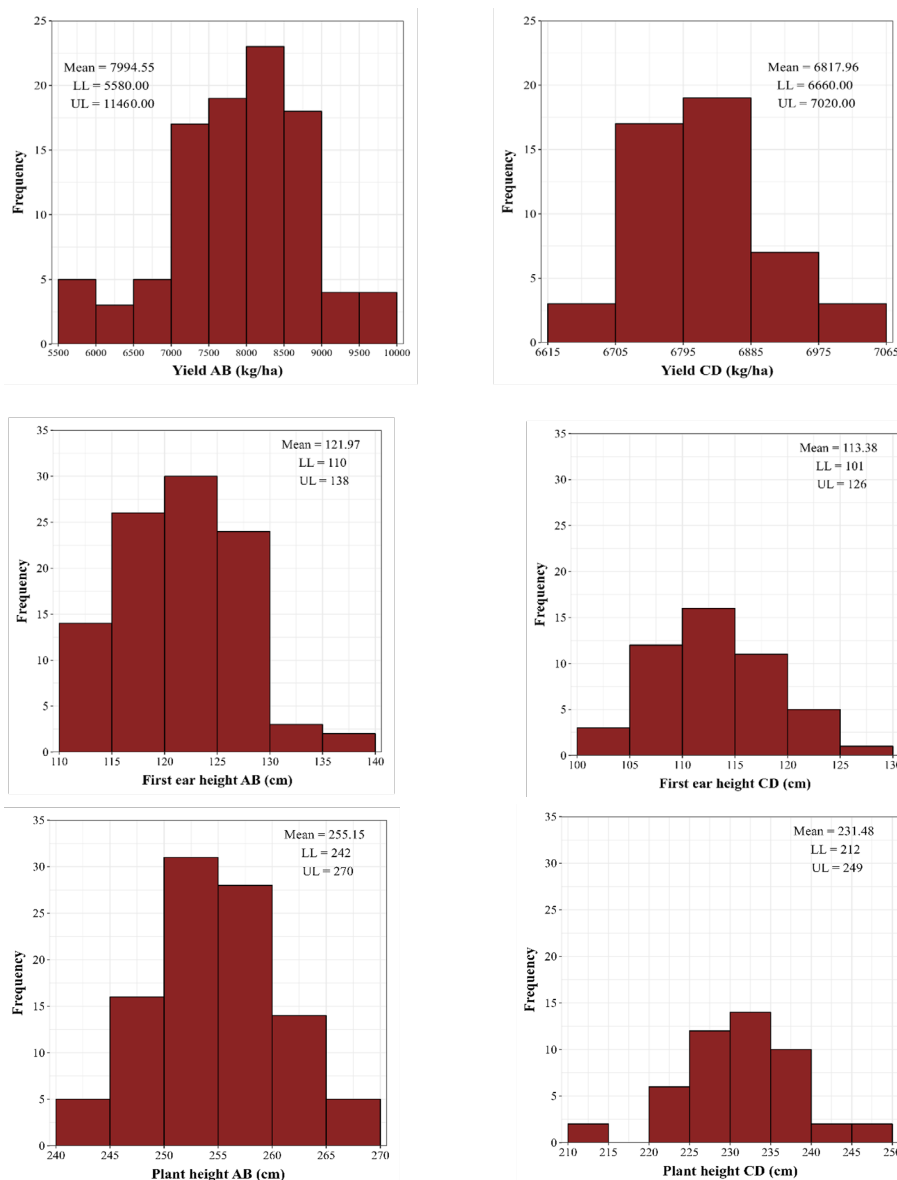 25
20
15
10
5
0
Frequency
Mean = 7994.55
LL = 5580.00
UL = 11460.00
5500 6000 6500 7000 7500 8000 8500 9000 9500 10000
Yield AB (kg/ha)
25
20
15
10
5
0
Frequency
Mean = 6817.96
LL = 6660.00
UL = 7020.00
6615 6705 6795 6885 6975 7065
Yield CD (kg/ha)
35
30
25
20
15
10
5
0
Frequency
Mean = 121.97
LL = 110
UL = 138
110 115 120 125 130 135 140
First ear height AB (cm)
35
30
25
20
15
10
5
0
Frequency
Mean = 113.38
LL = 101
UL = 126
100 105 110 115 120 125 130
First ear height CD (cm)
35
30
25
20
15
10
5
0
Frequency
Mean = 255.15
LL = 242
UL = 270
240 245 250 255 260 265 270
Plant height AB (cm)
35
30
25
20
15
10
5
0
Frequency
Mean = 231.48
LL = 212
UL = 249
210 215 220 225 230 235 240 245 250
Plant height CD (cm)